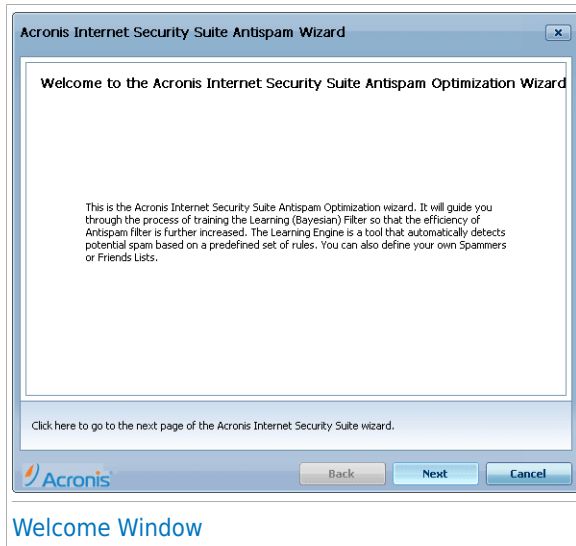 Acronis Internet Security Suite Antispam Wizard
x
Welcome to the Acronis Internet Security Suite Antispam Optimization Wizard
This is the Acronis Internet Security Suite Antispam Optimization wizard. It will guide you
through the process of training the Learning (Bayesian) Filter so that the efficiency of
Antispam filter is further increased. The Learning Engine is a tool that automatically detects
potential spam based on a predefined set of rules. You can also define your own Spammers
or Friends Lists.
Click here to go to the next page of the Acronis Internet Security Suite wizard.
Acronis
Back
Next
Cancel
Welcome Window